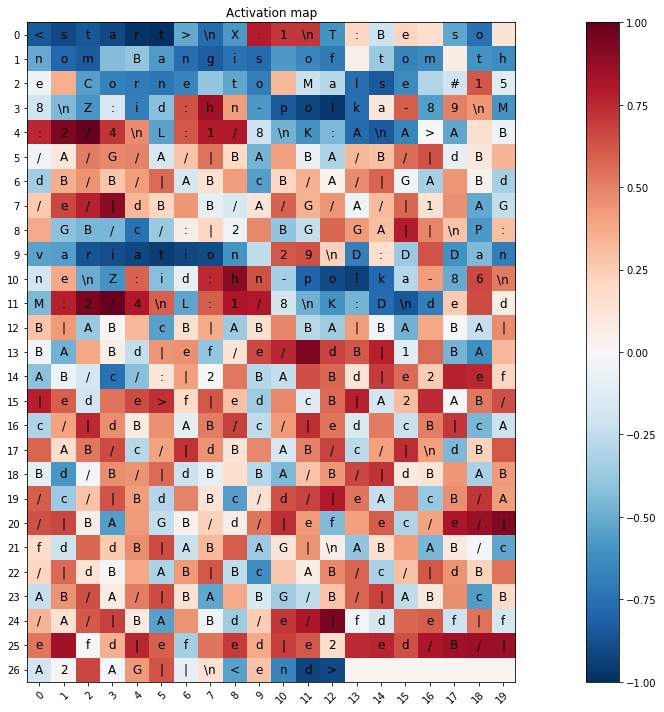 Activation map
0 < s t a r t > \n X : 1 \n T : B e s o
1 n o m B a n g i s o f t o m t h
2 e C o r n e t o M a l s e # 1 5
3 8 \n Z : i d : h n - p o l k a - 8 9 \n M
4 : 2 / 4 \n L : 1 / 8 \n K : A \n A > A B
5 / A / G / A / | B A B A / B / | d B
6 d B / B / | A B c B / A / | G A B d
7 / e / | d B B / A / G / A / | 1 A G
8 G B / c / : | 2 B G G A | | \n P :
9 v a r i a t i o n 2 9 \n D : D D a n
10 n e \n Z : i d : h n - p o l k a - 8 6 \n
11 M : 2 / 4 \n L : 1 / 8 \n K : D \n d e d
12 B | A B c B | A B B A | B A B A |
13 B A B d | e f / e / d B | 1 B A
14 A B / c / : | 2 B A B d | e 2 e f
15 | e d e > f | e d c B | A 2 A B /
16 c / | d B A B / c / | e d c B | c A
17 A B / c / | d B A B / c / | \n d B
18 B d / B / | d B B A / B / | d B A B
19 / c / | B d B c / d / | e A c B / A
20 / | B A G B / d / | e f e c / e / |
21 f d d B | A B A G | \n A B A B / c
22 / | d B A B | B c A B / c / | d B
23 A B / A / | B A B G / B / | A B c B
24 / A / | B A B d / e / | f d e f | f
25 e f d | e f e d | e 2 e d / B / |
26 A 2 A G | | \n < e n d >
0 1 2 3 4 5 6 7 8 9 10 11 12 13 14 15 16 17 18 19
1.00
0.75
0.50
0.25
0.00
−0.25
−0.50
−0.75
−1.00